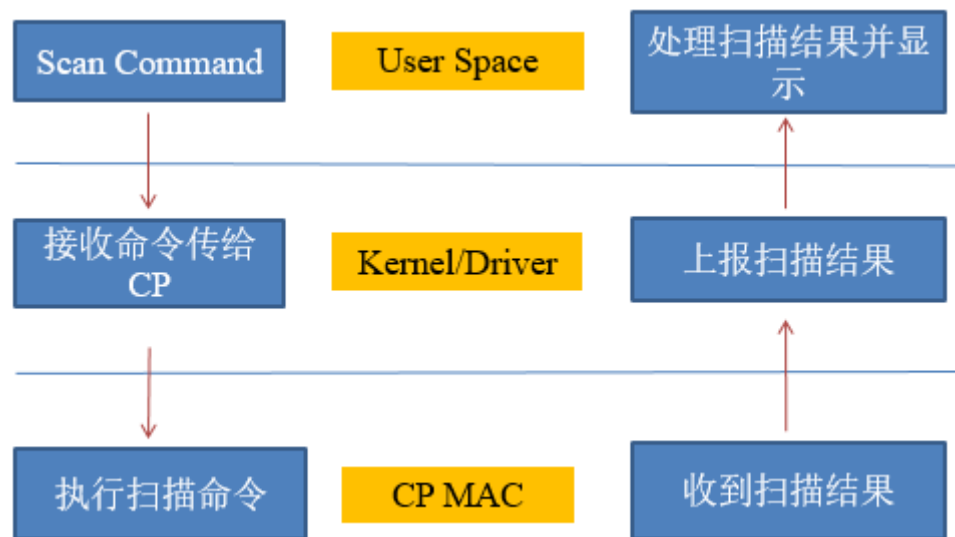 Scan Command
User Space
处理扫描结果并显
示
接收命令传给
CP
Kernel/Driver
上报扫描结果
执行扫描命令
CP MAC
收到扫描结果